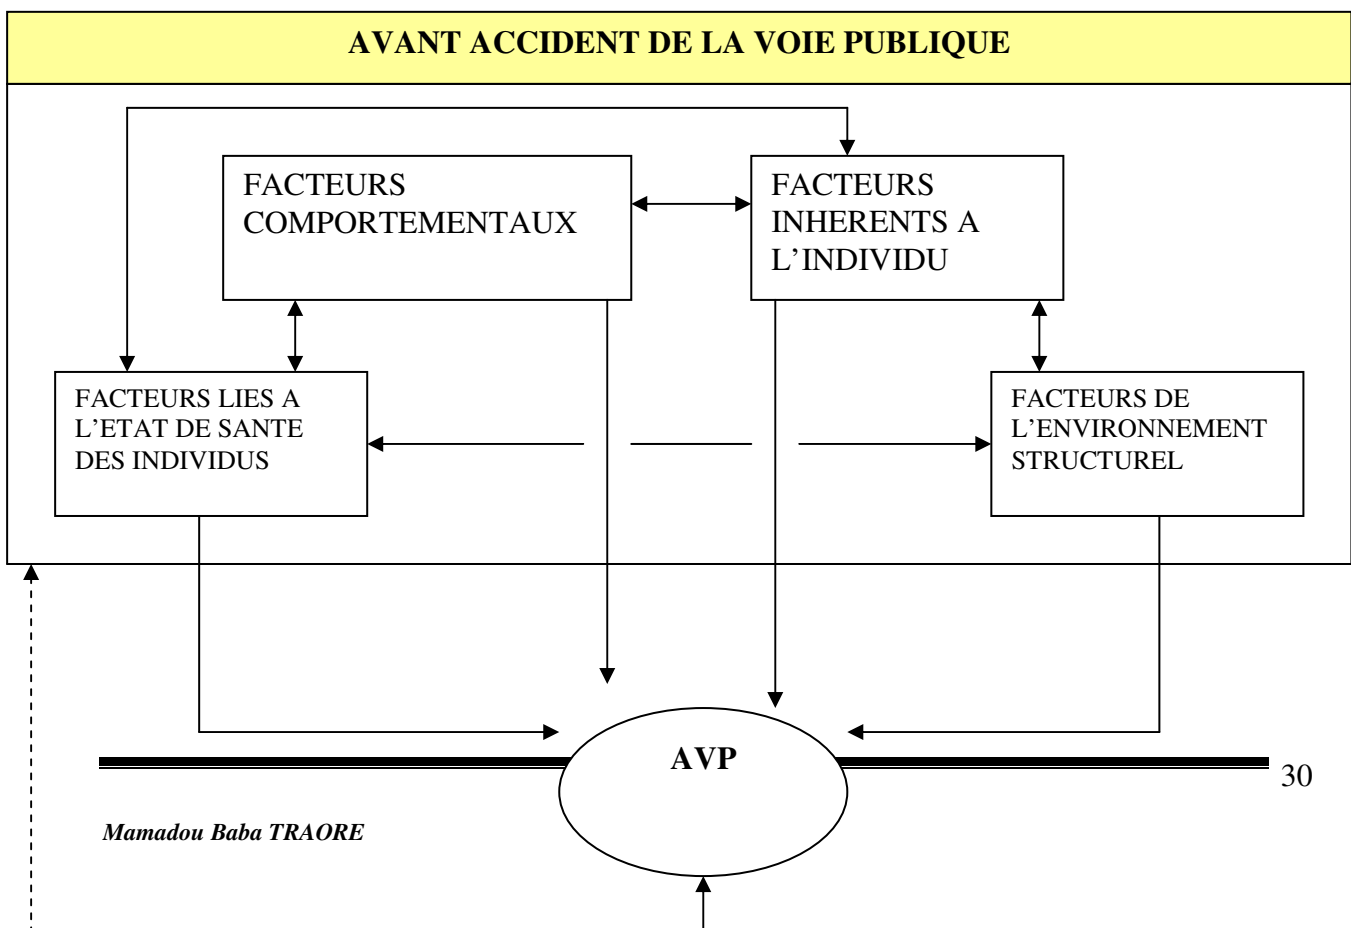 AVANT ACCIDENT DE LA VOIE PUBLIQUE
FACTEURS
COMPORTEMENTAUX
FACTEURS
INHERENTS A
L’INDIVIDU
FACTEURS LIES A
L’ETAT DE SANTE
DES INDIVIDUS
FACTEURS DE
L’ENVIRONNEMENT
STRUCTUREL
AVP
30
Mamadou Baba TRAORE